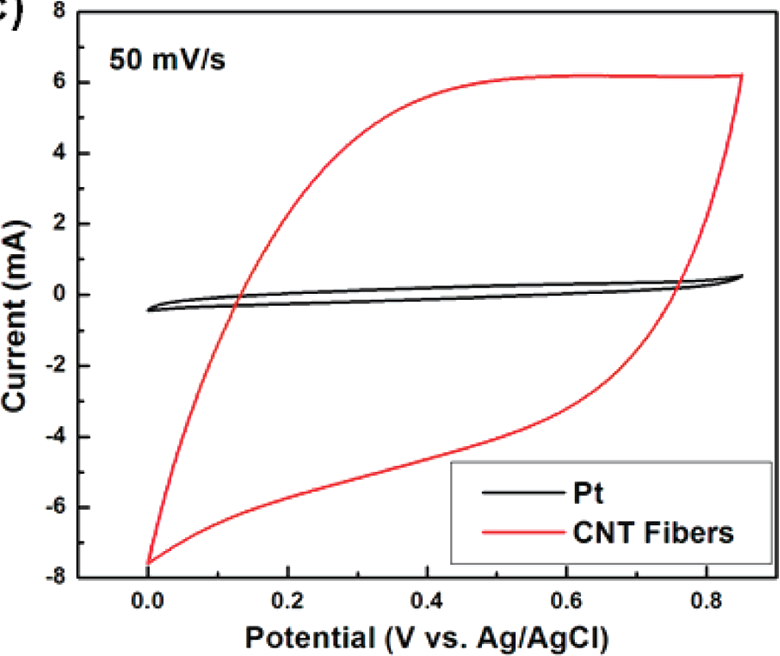 c)
50 mV/s
8
6
4
2
0
-2
-4
-6
-8
Current (mA)
Pt
CNT Fibers
0.0 0.2 0.4 0.6 0.8
Potential (V vs. Ag/AgCl)